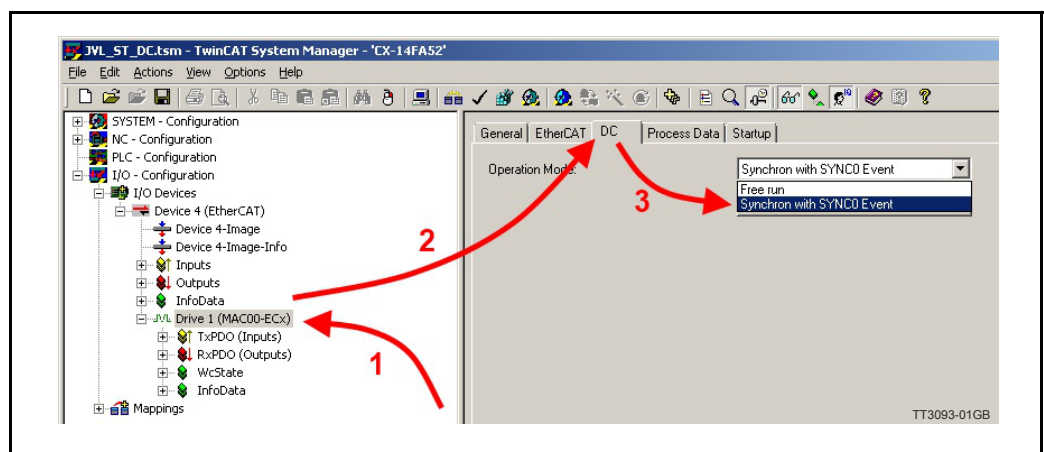 JVL_ST_DC.tsm - TwinCAT System Manager - 'CX-14FA52'
File Edit Actions View Options Help
SYSTEM - Configuration
NC - Configuration
PLC - Configuration
I/O - Configuration
I/O Devices
Device 4 (EtherCAT)
Device 4-Image
Device 4-Image-Info
Inputs
Outputs
InfoData
Drive 1 (MAC00-ECx)
TxPDO (Inputs)
RxPDO (Outputs)
WcState
InfoData
Mappings
General EtherCAT DC Process Data Startup
Operation Mode:
Synchron with SYNC0 Event
Free run
Synchron with SYNC0 Event
1
2
3
TT3093-01GB